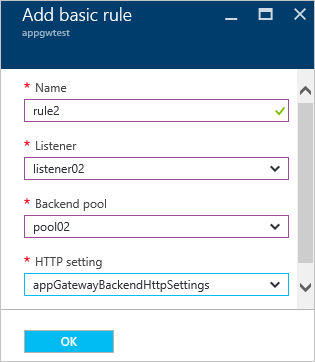 Add basic rule
appgwtest
* Name
rule2
* Listener
listener02
* Backend pool
pool02
* HTTP setting
appGatewayBackendHttpSettings
OK